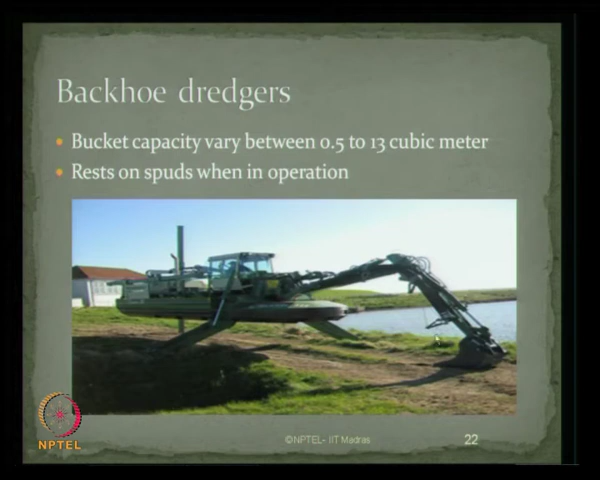 Backhoe dredgers
• Bucket capacity vary between 0.5 to 13 cubic meter
• Rests on spuds when in operation
NPTEL
©NPTEL- IIT Madras
22